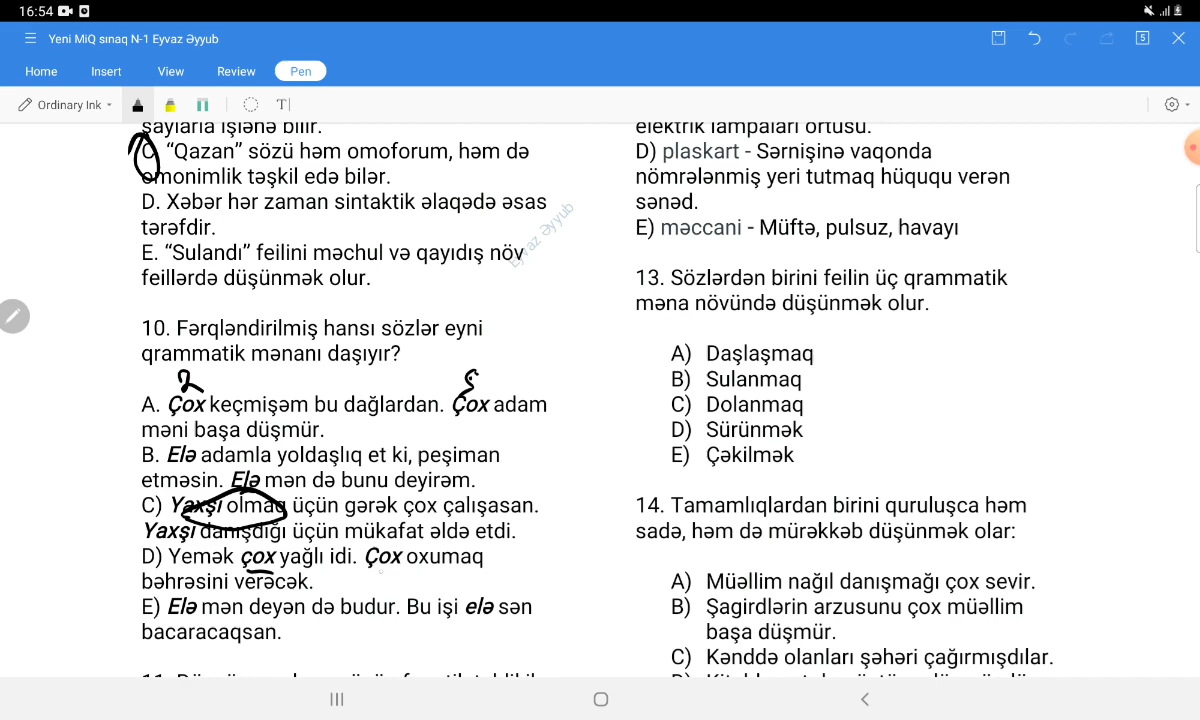 16:54
Yeni MiQ sınaq N-1 Eyvaz Əyyub
5
Home Insert View Review Pen
Ordinary Ink
T|
şaylarla işlənə bilir.
C. “Qazan” sözü həm omoforum, həm də
omonimlik təşkil edə bilər.
D. Xəbər hər zaman sintaktik əlaqədə əsas
tərəfdir.
E. “Sulandı” feilini məchul və qayıdış növ
feillərdə düşünmək olur.
Eyvaz Əyyub
10. Fərqləndirilmiş hansı sözlər eyni
qrammatik mənanı daşıyır?
A. Çox keçmişəm bu dağlardan. Çox adam
məni başa düşmür.
B. Elə adamla yoldaşlıq et ki, peşiman
etməsin. Elə mən də bunu deyirəm.
C) Yaxşı olmaq üçün gərək çox çalışasan.
Yaxşı danışdığı üçün mükafat əldə etdi.
D) Yemək çox yağlı idi. Çox oxumaq
bəhrəsini verəcək.
E) Elə mən deyən də budur. Bu işi elə sən
bacaracaqsan.
elektrik lampaları örtüsü.
D) plaskart - Sərnişinə vaqonda
nömrələnmiş yeri tutmaq hüququ verən
sənəd.
E) məccani - Müftə, pulsuz, havayı
13. Sözlərdən birini feilin üç qrammatik
məna növündə düşünmək olur.
A) Daşlaşmaq
B) Sulanmaq
C) Dolanmaq
D) Sürünmək
E) Çəkilmək
14. Tamamlıqlardan birini quruluşca həm
sadə, həm də mürəkkəb düşünmək olar:
A) Müəllim nağıl danışmağı çox sevir.
B) Şagirdlərin arzusunu çox müəllim
başa düşmür.
C) Kənddə olanları şəhəri çağırmışdılar.